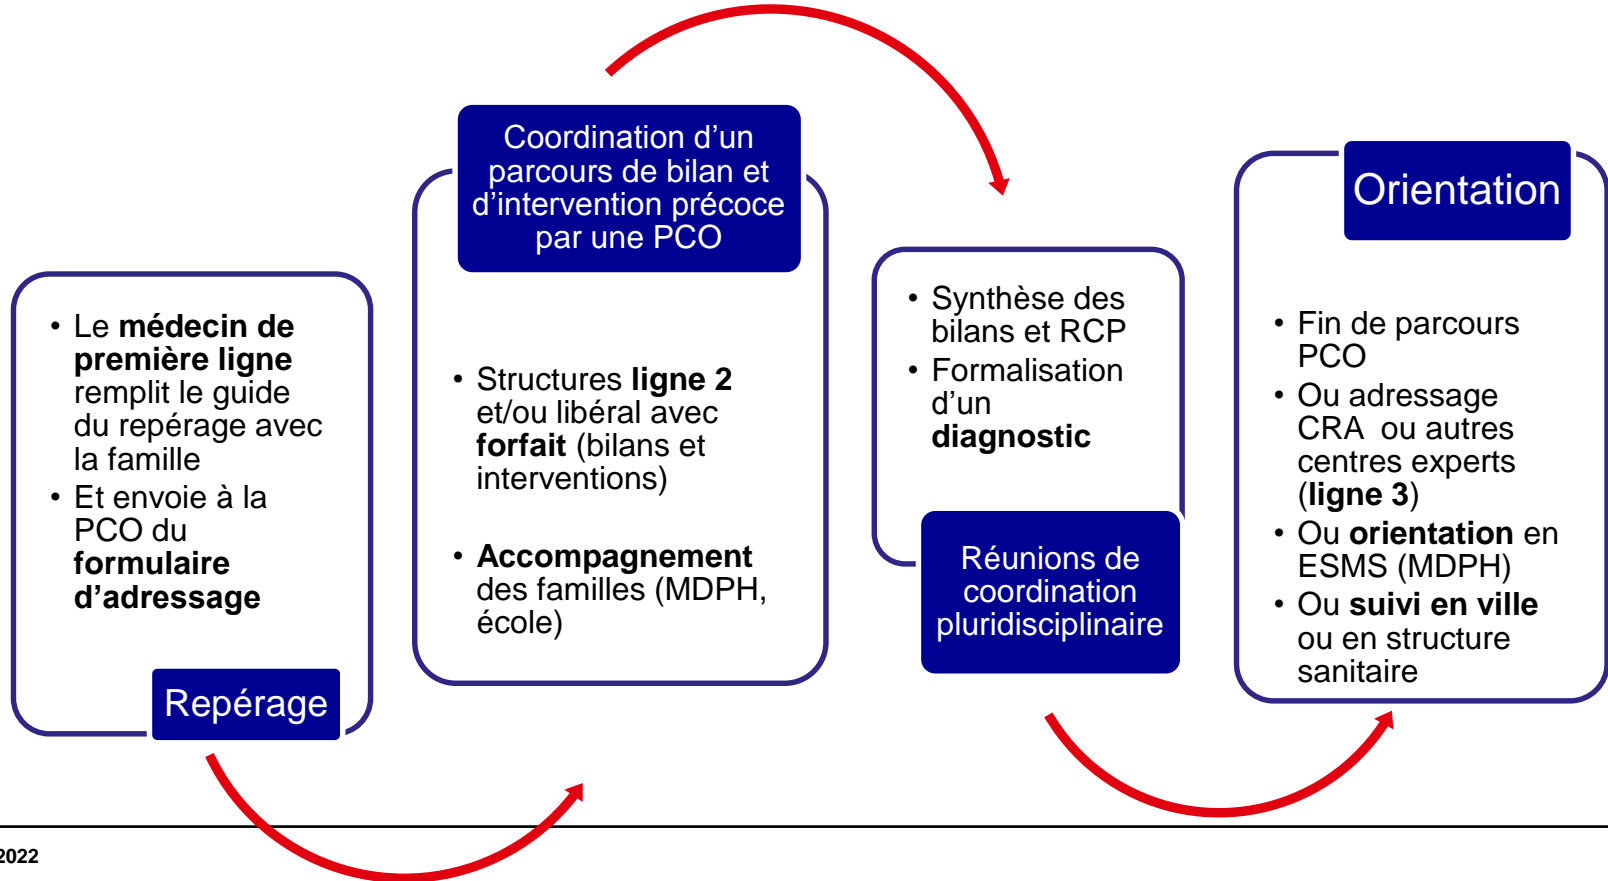 • Le médecin de
première ligne
remplit le guide
du repérage avec
la famille
• Et envoie à la
PCO du
formulaire
d’adressage
Repérage
Coordination d’un
parcours de bilan et
d’intervention précoce
par une PCO
• Structures ligne 2
et/ou libéral avec
forfait (bilans et
interventions)
• Accompagnement
des familles (MDPH,
école)
• Synthèse des
bilans et RCP
• Formalisation
d’un
diagnostic
Réunions de
coordination
pluridisciplinaire
Orientation
• Fin de parcours
PCO
• Ou adressage
CRA ou autres
centres experts
(ligne 3)
• Ou orientation en
ESMS (MDPH)
• Ou suivi en ville
ou en structure
sanitaire
2022